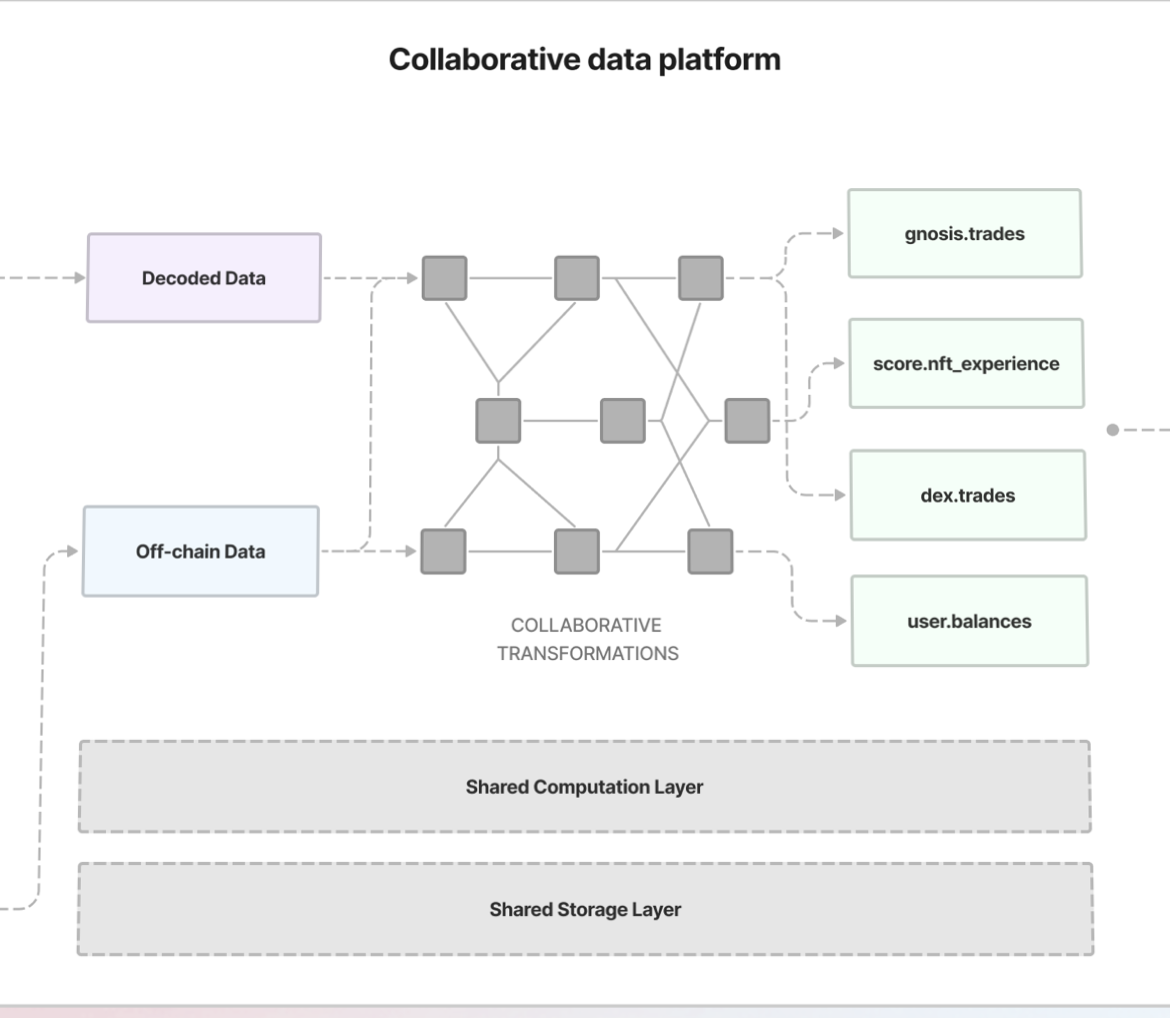 Collaborative data platform
Decoded Data
Off-chain Data
COLLABORATIVE
TRANSFORMATIONS
gnosis.trades
score.nft_experience
dex.trades
user.balances
Shared Computation Layer
Shared Storage Layer